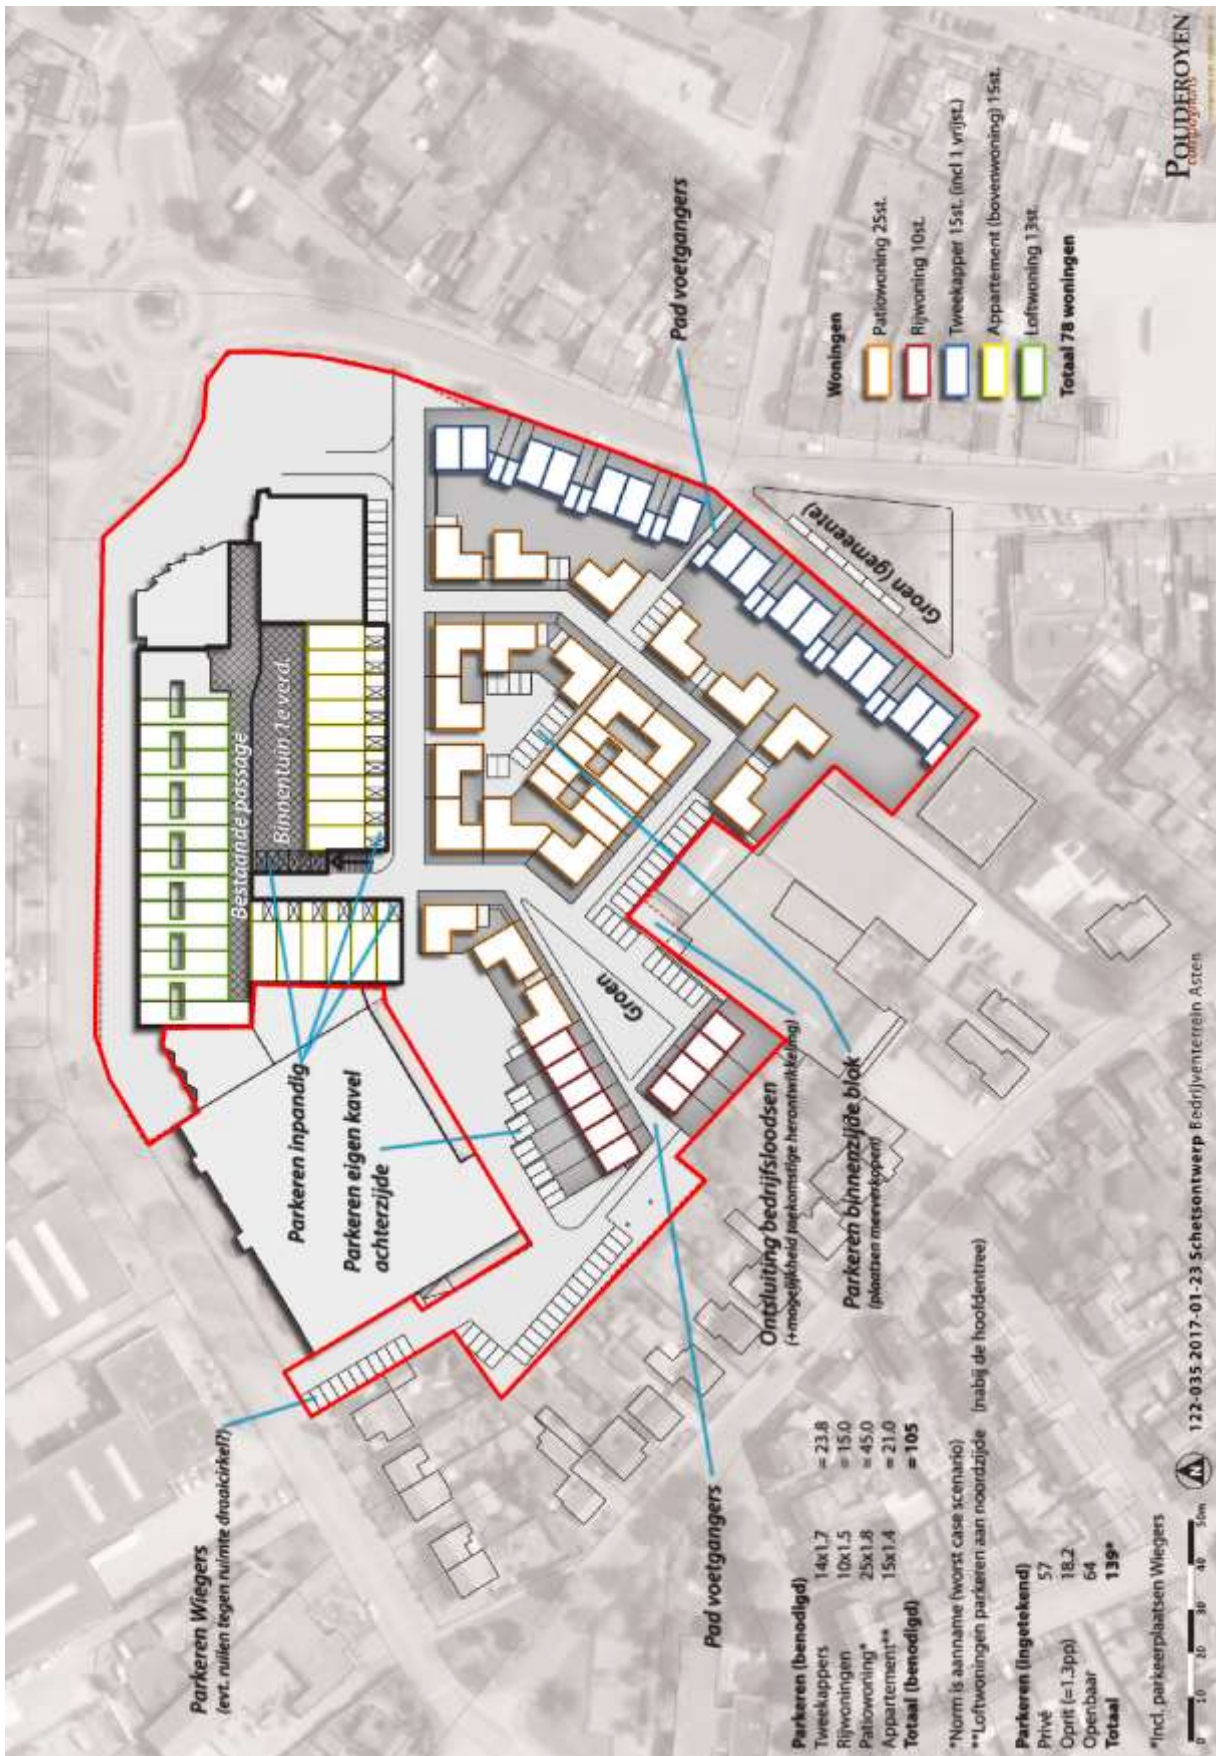 Parkeren Wiegers
(evt. ruilen tegen ruimte draaicirkel?)
Parkeren inpandig
Parkeren eigen kavel
achterzijde
Bestaande passage
Binnentuin 1e verd.
Groen
Groen (gemeente)
Pad voetgangers
Pad voetgangers
Ontsluiting bedrijfsloodsen
(+mogelijkheid toekomstige herontwikkeling)
Parkeren binnenzijde blok
(plaatsen meeverkopen)
Woningen
Patiowoning 25st.
Rijwoning 10st.
Tweekapper 15st. (incl 1 vrijst.)
Appartement (bovenwoning) 15st.
Loftwoning 13st.
Totaal 78 woningen
Parkeren (benodigd)
Tweekappers 14x1.7 = 23.8
Rijwoningen 10x1.5 = 15.0
Patiowoning* 25x1.8 = 45.0
Appartement** 15x1.4 = 21.0
Totaal (benodigd) = 105
*Norm is aanname (worst case scenario)
**Loftwoningen parkeren aan noordzijde (nabij de hoofdentree)
Parkeren (ingetekend)
Privé 57
Oprit (=1.3pp) 18.2
Openbaar 64
Totaal 139*
*Incl. parkeerplaatsen Wiegers
0 10 20 30 40 50m
N
122-035 2017-01-23 Schetsontwerp Bedrijventerrein Asten
POUDEROYEN
compagnons